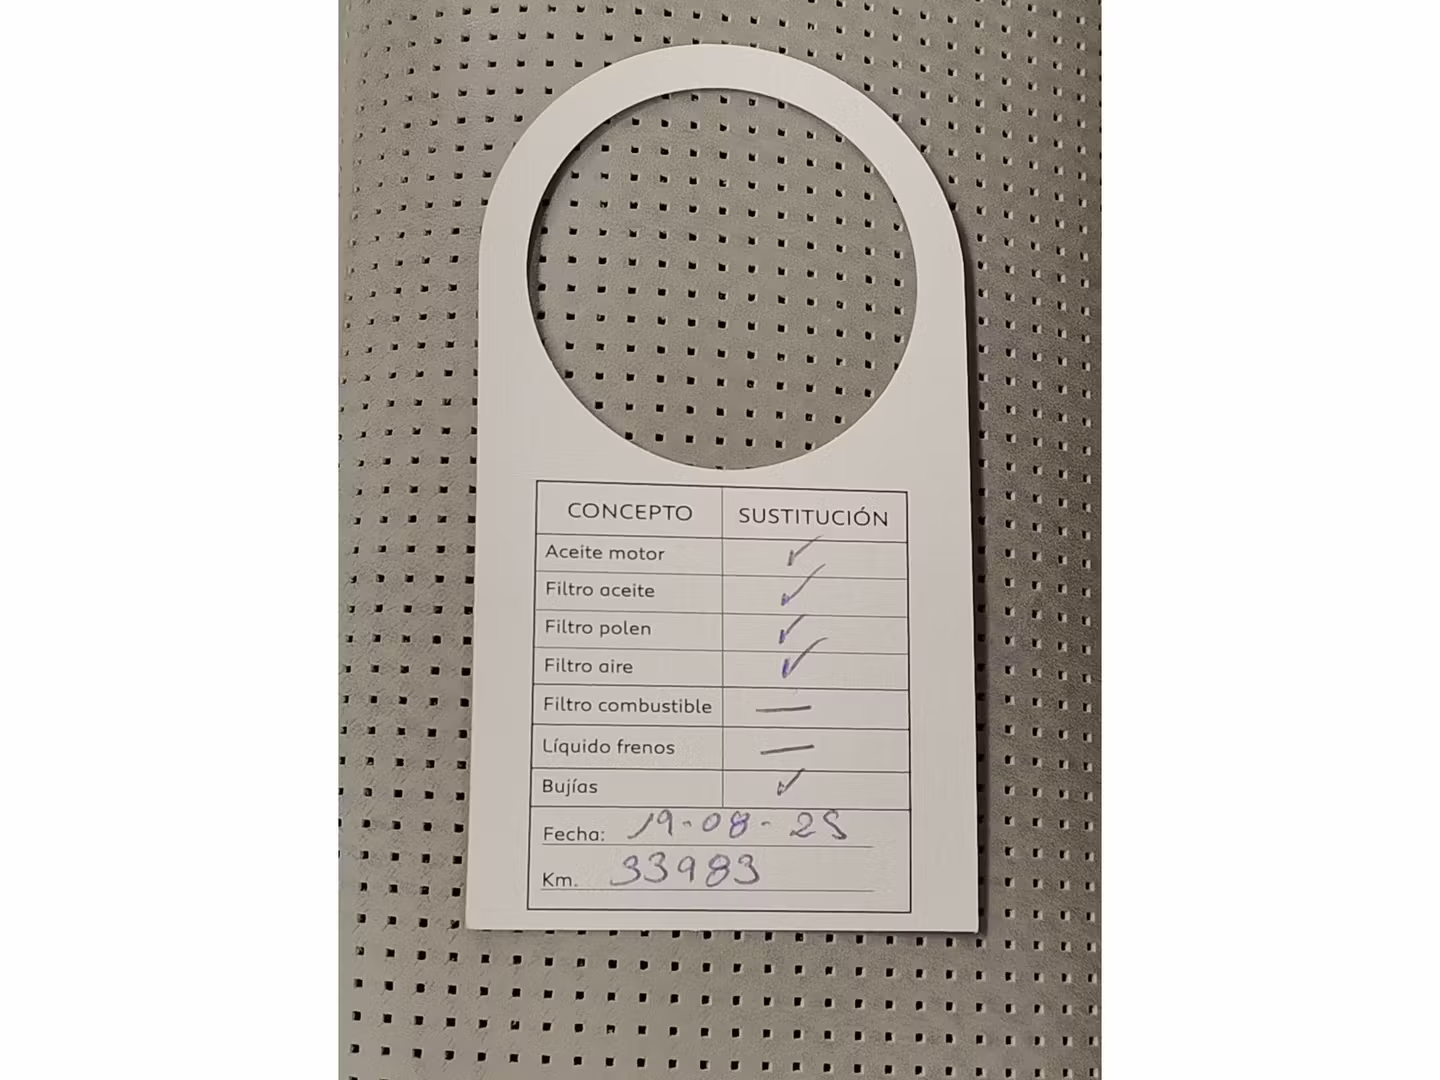 CONCEPTO SUSTITUCIÓN
Aceite motor ✓
Filtro aceite ✓
Filtro polen ✓
Filtro aire ✓
Filtro combustible —
Líquido frenos —
Bujías ✓
Fecha: 19-08-25
Km. 33983